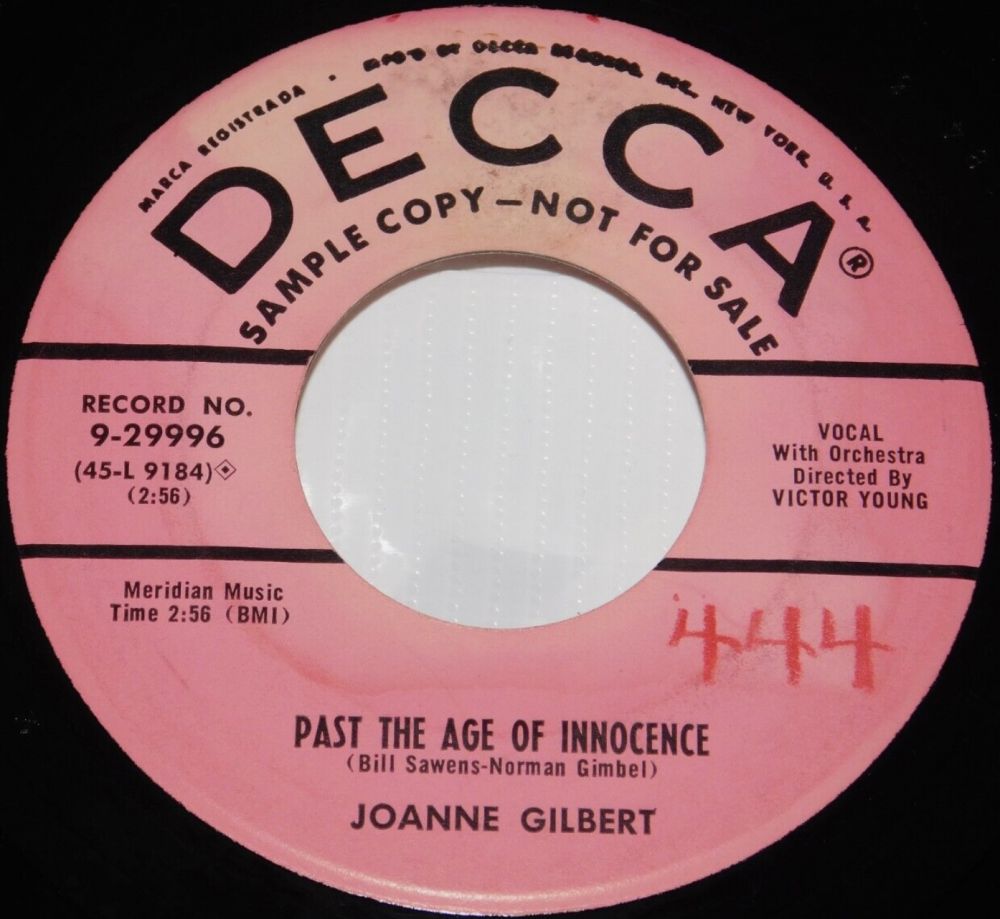 MARCA REGISTRADA • MFG'D BY DECCA RECORDS, INC., NEW YORK, U. S. A.
DECCA®
SAMPLE COPY—NOT FOR SALE
RECORD NO.
9-29996
(45-L 9184)
(2:56)
VOCAL
With Orchestra
Directed By
VICTOR YOUNG
Meridian Music
Time 2:56 (BMI)
444
PAST THE AGE OF INNOCENCE
(Bill Sawens-Norman Gimbel)
JOANNE GILBERT